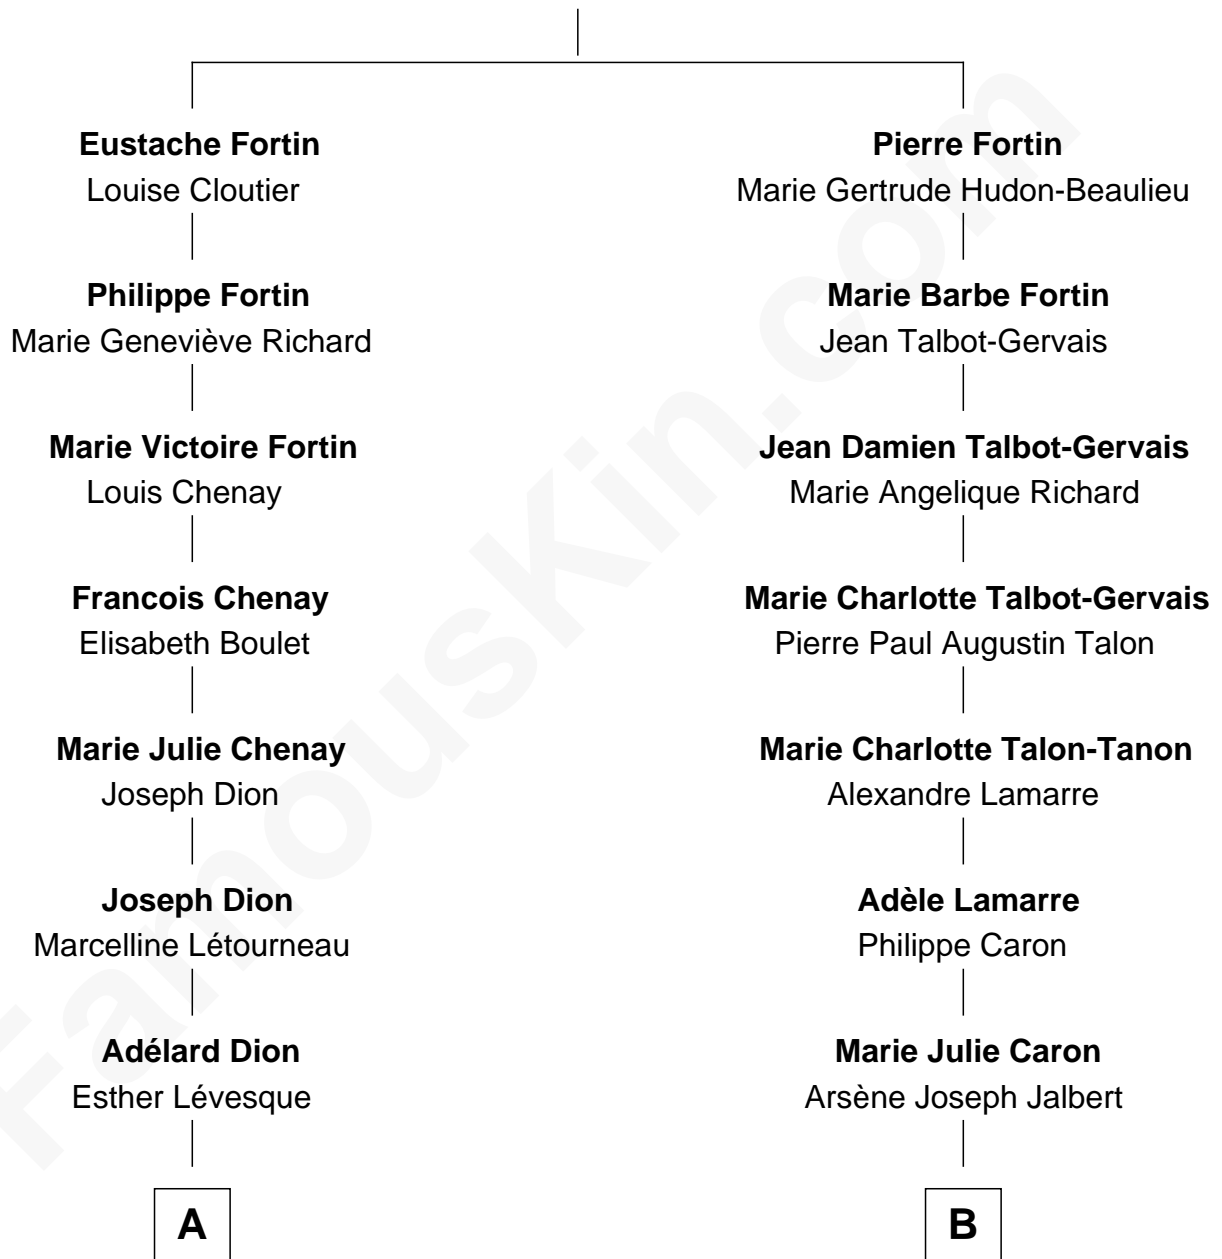 Eustache Fortin
Louise Cloutier
Philippe Fortin
Marie Geneviève Richard
Marie Victoire Fortin
Louis Chenay
Francois Chenay
Elisabeth Boulet
Marie Julie Chenay
Joseph Dion
Joseph Dion
Marcelline Létourneau
Adélard Dion
Esther Lévesque
A
Pierre Fortin
Marie Gertrude Hudon-Beaulieu
Marie Barbe Fortin
Jean Talbot-Gervais
Jean Damien Talbot-Gervais
Marie Angelique Richard
Marie Charlotte Talbot-Gervais
Pierre Paul Augustin Talon
Marie Charlotte Talon-Tanon
Alexandre Lamarre
Adèle Lamarre
Philippe Caron
Marie Julie Caron
Arsène Joseph Jalbert
B
FamousKin.com